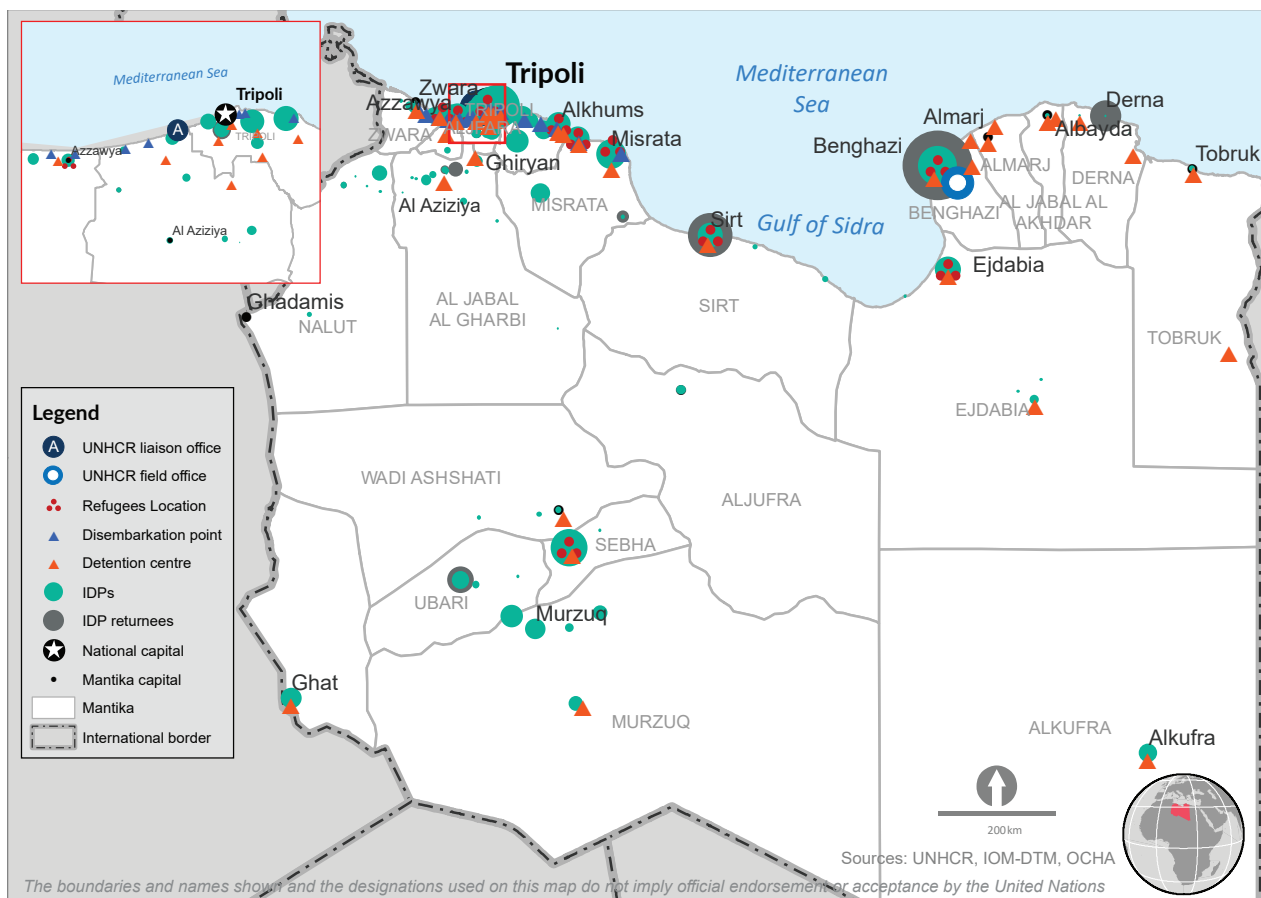 Mediterranean Sea
Tripoli
A
TRIPOLI
Azzawya
Al Aziziya
Tripoli
Zwara
Azzawya
TRIPOLI
ZWARA
Alkhums
Misrata
Ghiryan
Al Aziziya
MISRATA
Mediterranean
Sea
Almarj
Derna
Albayda
Benghazi
Tobruk
ALMARJ
DERNA
BENGHAZI
AL JABAL AL
AKHDAR
Sirt
Gulf of Sidra
Ejdabia
Ghadamis
NALUT
AL JABAL
AL GHARBI
SIRT
TOBRUK
EJDABIA
WADI ASHSHATI
ALJUFRA
SEBHA
UBARI
Murzuq
Ghat
MURZUQ
ALKUFRA
Alkufra
Legend
A UNHCR liaison office
UNHCR field office
Refugees Location
Disembarkation point
Detention centre
IDPs
IDP returnees
National capital
Mantika capital
Mantika
International border
200 km
Sources: UNHCR, IOM-DTM, OCHA
The boundaries and names shown and the designations used on this map do not imply official endorsement or acceptance by the United Nations